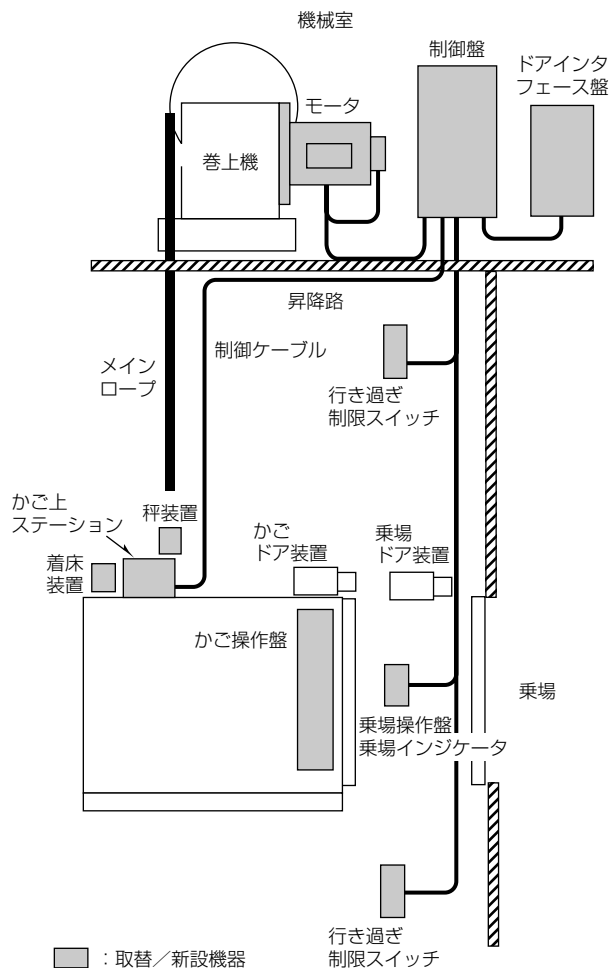 機械室
制御盤
ドアインタ
フェース盤
モータ
巻上機
昇降路
制御ケーブル
メイン
ロープ
行き過ぎ
制限スイッチ
かご上
ステーション
秤装置
着床
装置
かご
ドア装置
乗場
ドア装置
かご操作盤
乗場
乗場操作盤
乗場インジケータ
行き過ぎ
制限スイッチ
：取替／新設機器